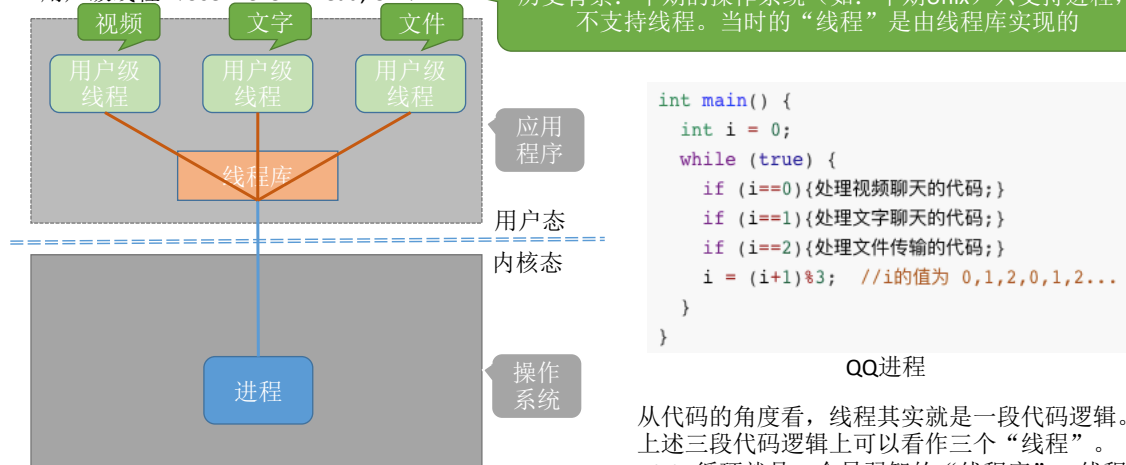 不支持线程。当时的“线程”是由线程库实现的
视频
文字
文件
用户级
线程
用户级
线程
用户级
线程
线程库
应用
程序
用户态
内核态
进程
操作
系统
int main() {
int i = 0;
while (true) {
if (i==0){处理视频聊天的代码;}
if (i==1){处理文字聊天的代码;}
if (i==2){处理文件传输的代码;}
i = (i+1)%3; //i的值为 0,1,2,0,1,2...
}
}
QQ进程
从代码的角度看，线程其实就是一段代码逻辑。
上述三段代码逻辑上可以看作三个“线程”。